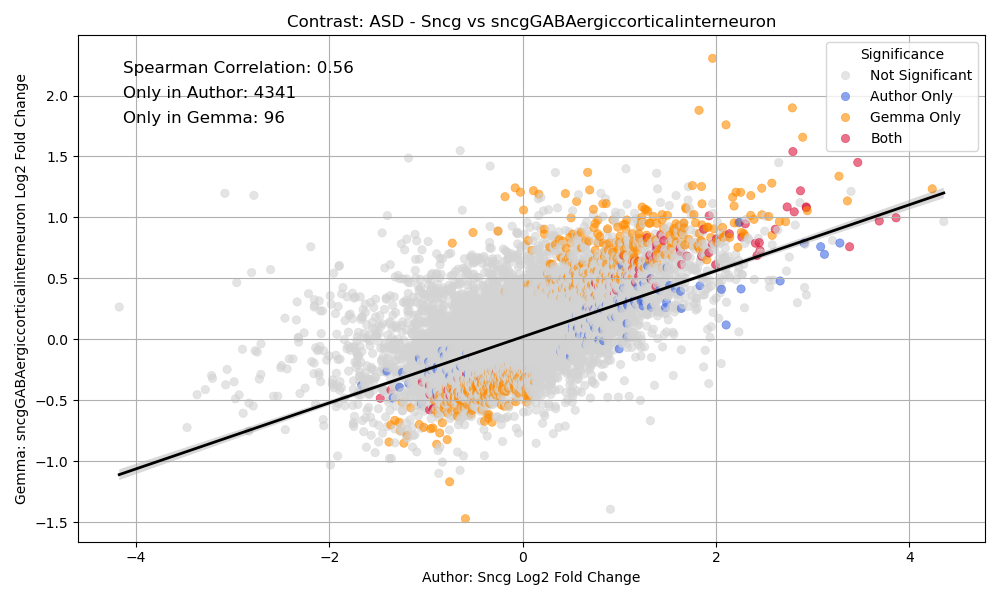 Contrast: ASD - Sncg vs sncgGABAergiccorticalinterneuron
Spearman Correlation: 0.56
Only in Author: 4341
Only in Gemma: 96
Significance
Not Significant
Author Only
Gemma Only
Both
Gemma: sncgGABAergiccorticalinterneuron Log2 Fold Change
2.0
1.5
1.0
0.5
0.0
−0.5
−1.0
−1.5
−4
−2
0
2
4
Author: Sncg Log2 Fold Change